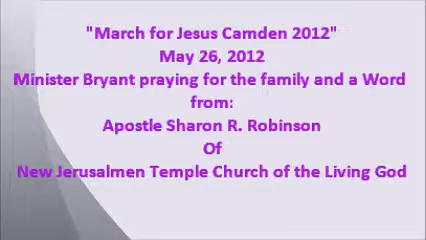 "March for Jesus Camden 2012"
May 26, 2012
Minister Bryant praying for the family and a Word
from:
Apostle Sharon R. Robinson
Of
New Jerusalmen Temple Church of the Living God